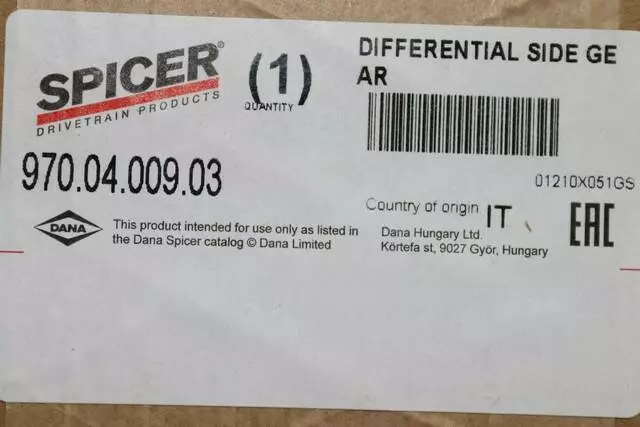 SPICER®
DRIVETRAIN PRODUCTS
(1)
QUANTITY
DIFFERENTIAL SIDE GE
AR
970.04.009.03
01210X051GS
Country of origin IT
EAC
DANA
This product intended for use only as listed in
the Dana Spicer catalog © Dana Limited
Dana Hungary Ltd.
Körtefa st, 9027 Györ, Hungary